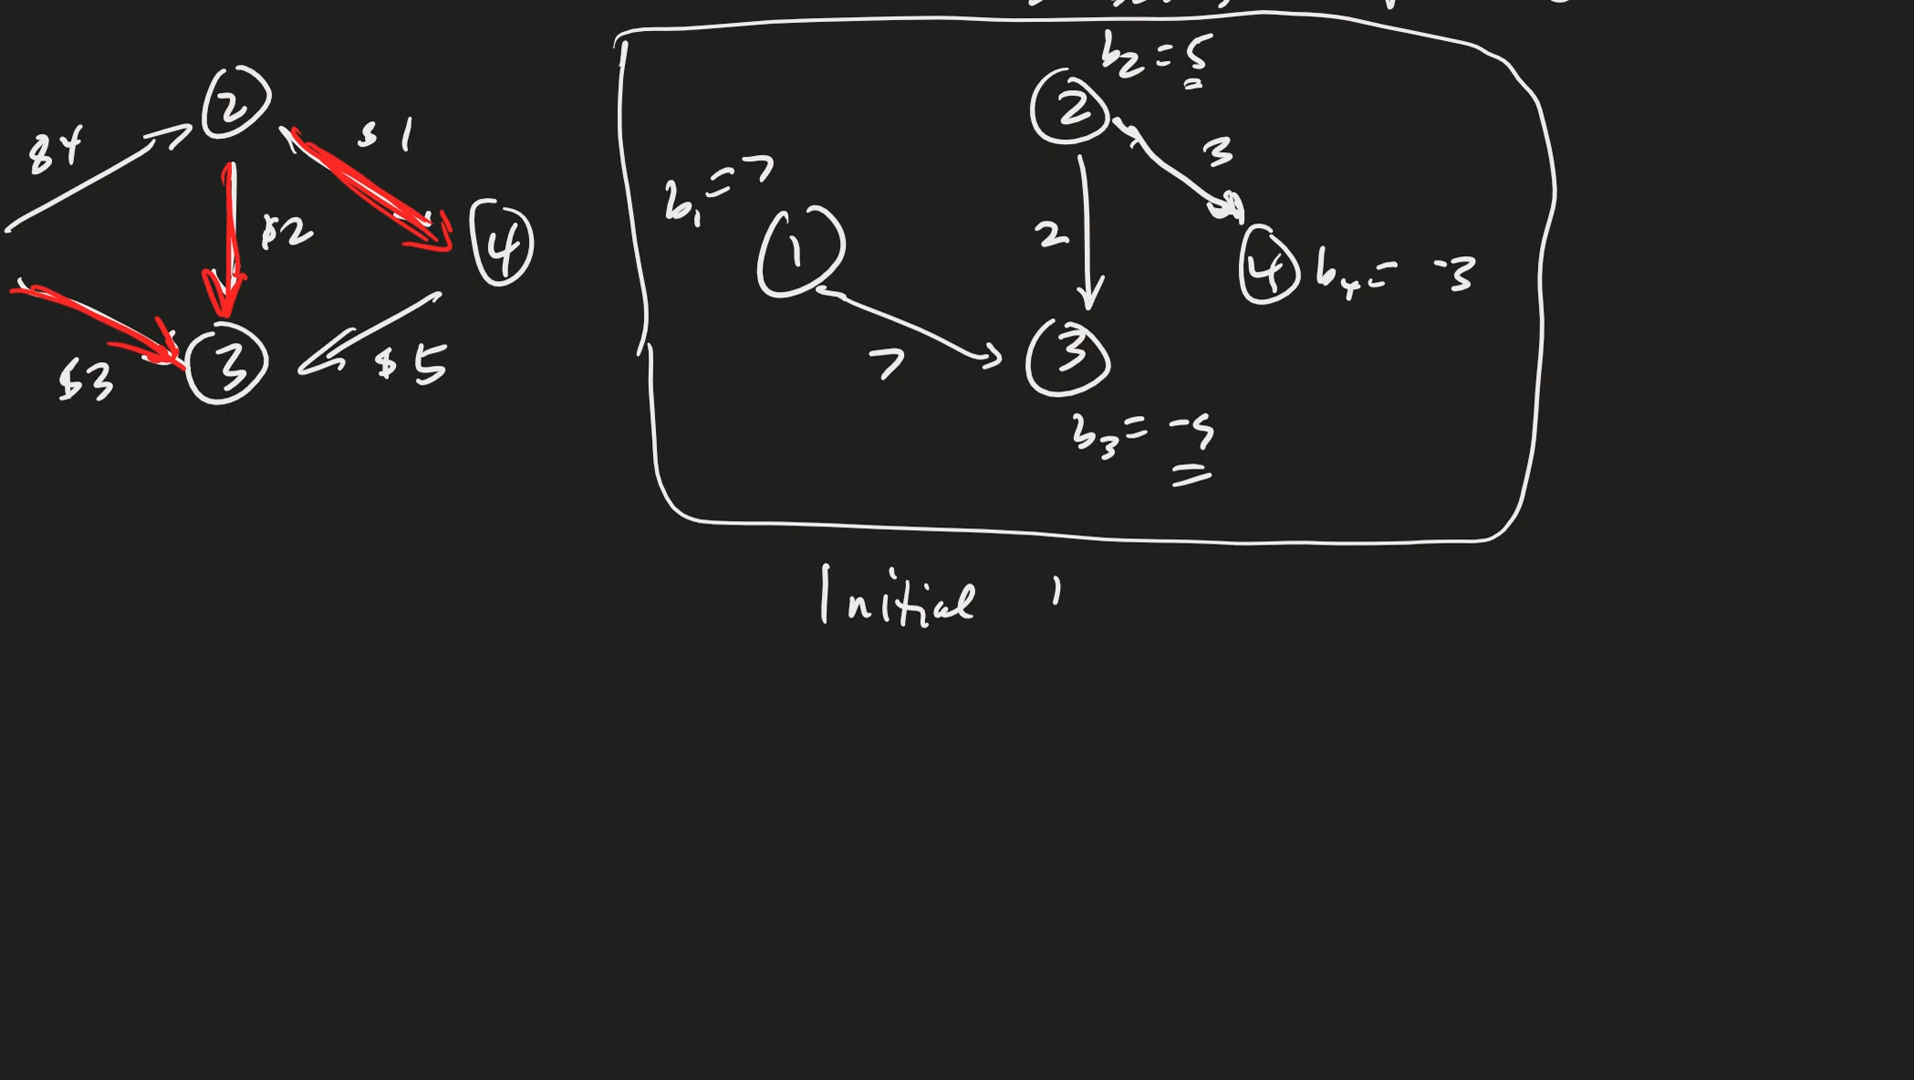 2
$4
$1
$2
4
3
$3
$5
b₂ = 5
2
b₁ = 7
1
3
2
4 b₄ = -3
7
3
b₃ = -5
Initial